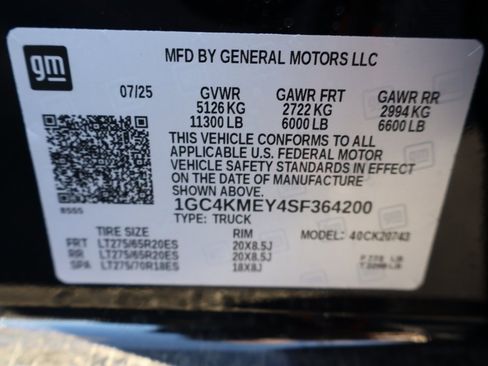 gm
MFD BY GENERAL MOTORS LLC
07/25 GVWR GAWR FRT GAWR RR
5126 KG 2722 KG 2994 KG
11300 LB 6000 LB 6600 LB
THIS VEHICLE CONFORMS TO ALL
APPLICABLE U.S. FEDERAL MOTOR
VEHICLE SAFETY STANDARDS IN EFFECT
ON THE DATE OF MANUFACTURE
SHOWN ABOVE.
1GC4KMEY4SF364200
TYPE: TRUCK
TIRE SIZE RIM MODEL: 40CK20743
FRT LT275/65R20ES 20X8.5J
RR LT275/65R20ES 20X8.5J
SPA LT275/70R18ES 18X8J